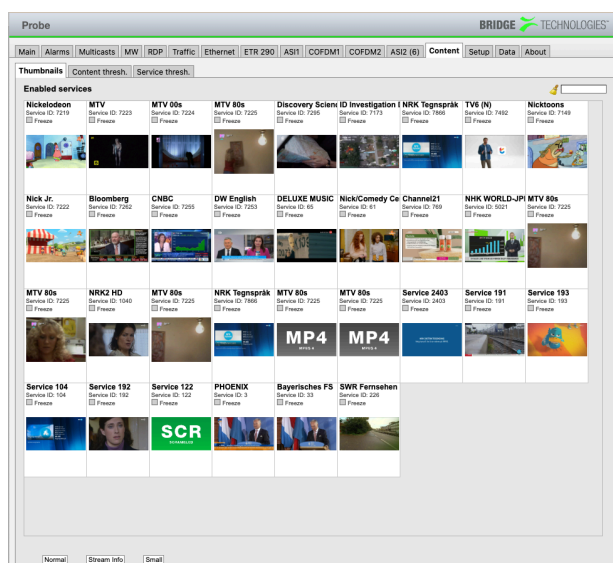 Probe
BRIDGE TECHNOLOGIES
Main Alarms Multicasts MW RDP Traffic Ethernet ETR 290 ASI1 COFDM1 COFDM2 ASI2 (6) Content Setup Data About
Thumbnails Content thresh. Service thresh.
Enabled services
Nickelodeon MTV MTV 00s MTV 80s Discovery Scienc ID Investigation D NRK Tegnspråk TV6 (N) Nicktoons
Service ID: 7219 Service ID: 7223 Service ID: 7224 Service ID: 7225 Service ID: 7295 Service ID: 7173 Service ID: 7866 Service ID: 7492 Service ID: 7149
Freeze Freeze Freeze Freeze Freeze Freeze Freeze Freeze Freeze
Nick Jr. Bloomberg CNBC DW English DELUXE MUSIC Nick/Comedy Ce Channel21 NHK WORLD-JPN MTV 80s
Service ID: 7222 Service ID: 7262 Service ID: 7255 Service ID: 7253 Service ID: 65 Service ID: 61 Service ID: 769 Service ID: 5021 Service ID: 7225
Freeze Freeze Freeze Freeze Freeze Freeze Freeze Freeze Freeze
MTV 80s NRK2 HD MTV 80s NRK Tegnspråk MTV 80s MTV 80s Service 2403 Service 191 Service 193
Service ID: 7225 Service ID: 1040 Service ID: 7225 Service ID: 7866 Service ID: 7225 Service ID: 7225 Service ID: 2403 Service ID: 191 Service ID: 193
Freeze Freeze Freeze Freeze Freeze Freeze Freeze Freeze Freeze
MP4 MP4
MPEG 4 MPEG 4
Service 104 Service 192 Service 122 PHOENIX Bayerisches FS SWR Fernsehen
Service ID: 104 Service ID: 192 Service ID: 122 Service ID: 3 Service ID: 33 Service ID: 226
Freeze Freeze Freeze Freeze Freeze Freeze
SCR
SCRAMBLED
Normal Stream Info Small